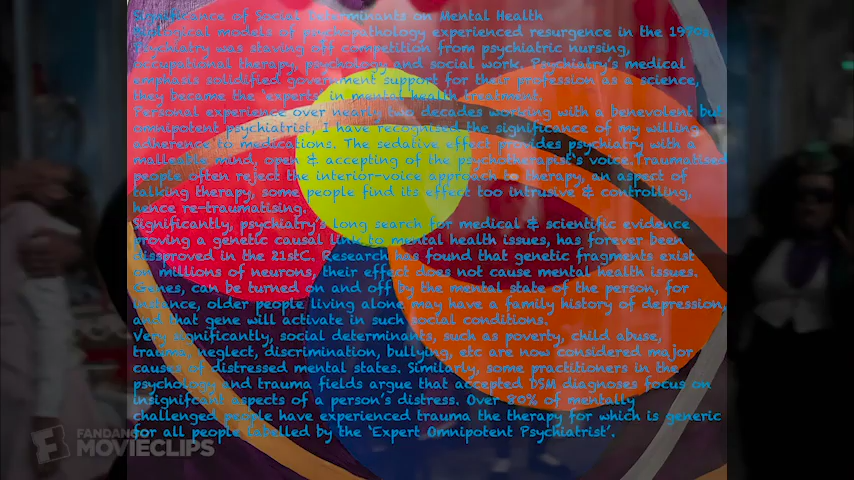 Significance of Social Determinants on Mental Health
Biological models of psychopathology experienced resurgence in the 1970s.
Psychiatry was staving off competition from psychiatric nursing,
occupational therapy, psychology and social work. Psychiatry's medical
emphasis solidified government support for their profession as a science,
they became the 'experts' in mental health treatment.
Personal experience over nearly two decades working with a benevolent but
omnipotent psychiatrist, I have recognised the significance of my willing
adherence to medications. The sedative effect provides psychiatry with a
malleable mind, open & accepting of the psychotherapist's voice.Traumatised
people often reject the interior-voice approach to therapy, an aspect of
talking therapy, some people find its effect too intrusive & controlling,
hence re-traumatising.
Significantly, psychiatry's long search for medical & scientific evidence
proving a genetic causal link to mental health issues, has forever been
dissproved in the 21stC. Research has found that genetic fragments exist
on millions of neurons, their effect does not cause mental health issues.
Genes, can be turned on and off by the mental state of the person, for
instance, older people living alone may have a family history of depression,
and that gene will activate in such social conditions.
Very significantly, social determinants, such as poverty, child abuse,
trauma, neglect, discrimination, bullying, etc are now considered major
causes of distressed mental states. Similarly, some practitioners in the
psychology and trauma fields argue that accepted DSM diagnoses focus on
insignificant aspects of a person's distress. Over 80% of mentally
challenged people have experienced trauma the therapy for which is generic
for all people labelled by the 'Expert Omnipotent Psychiatrist'.
FANDANGO
MOVIECLIPS